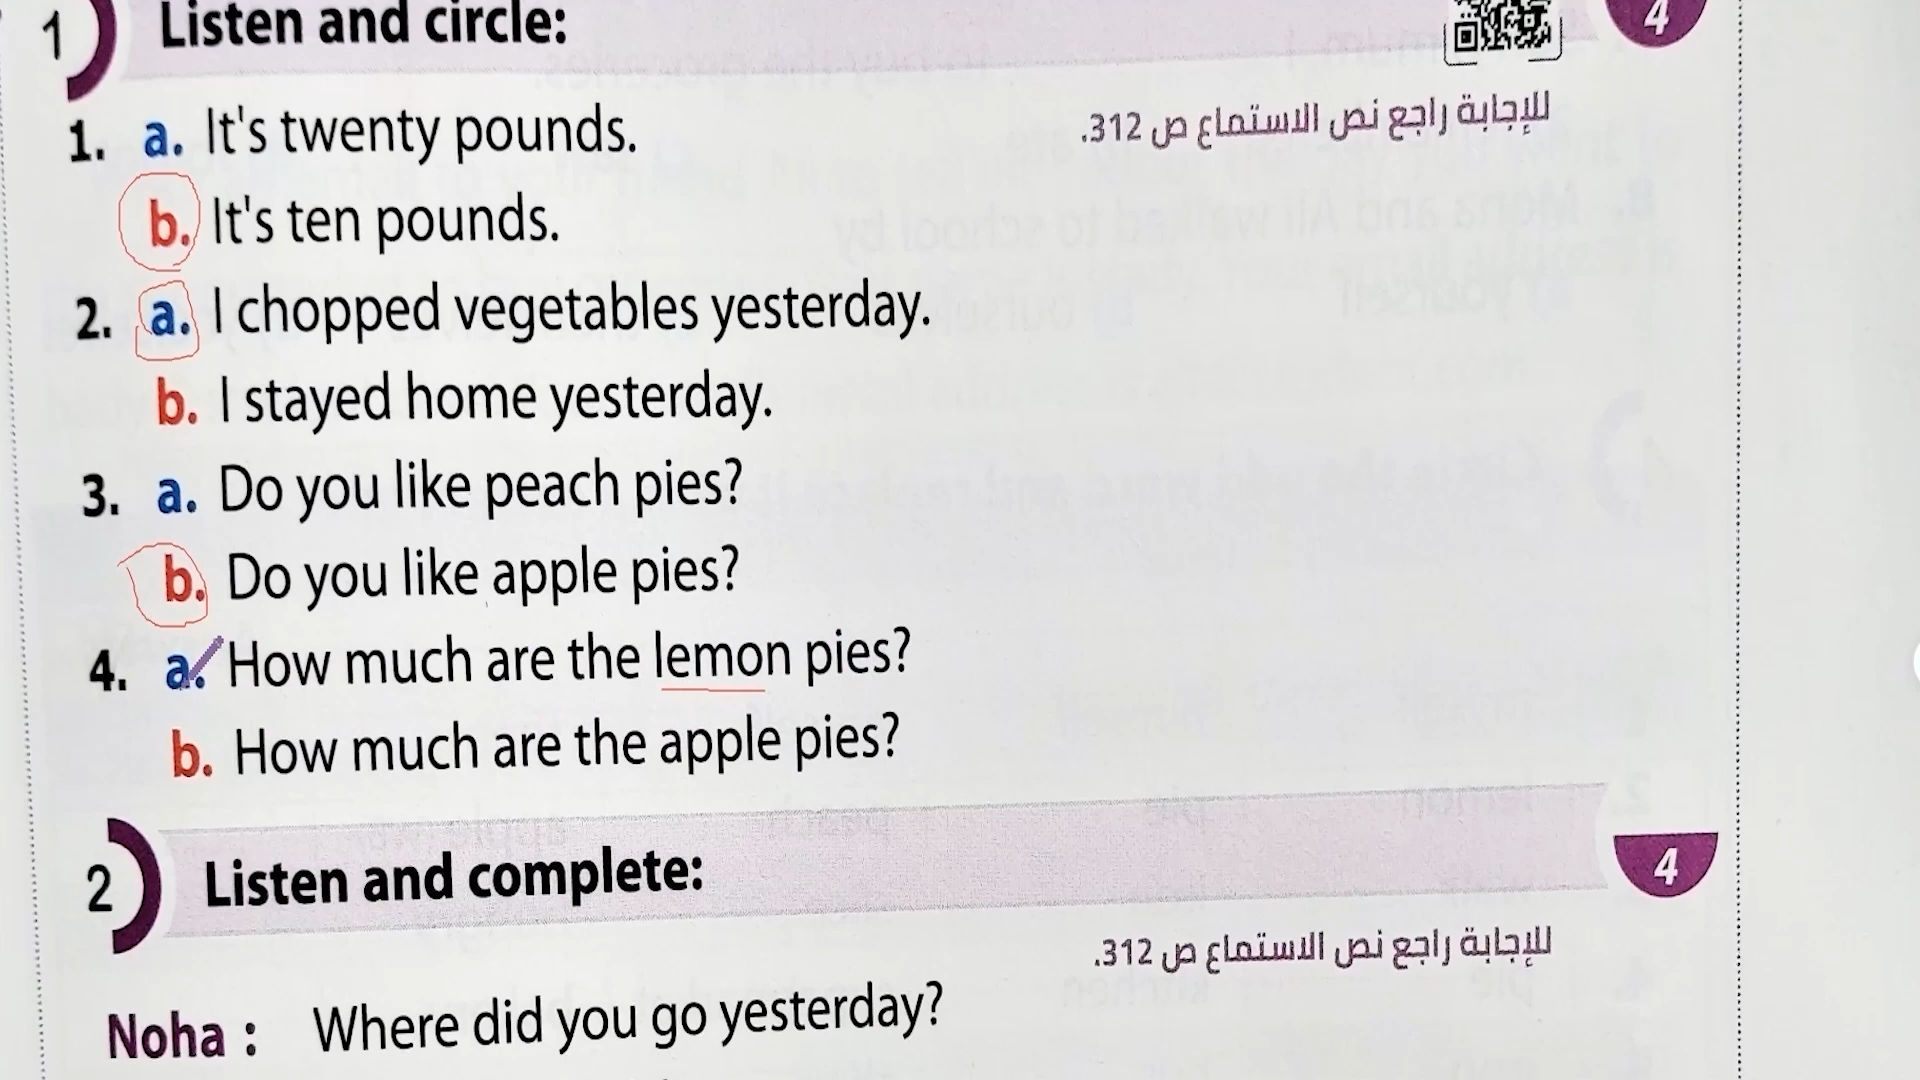 1 Listen and circle: 4
للإجابة راجع نص الاستماع ص 312.
1. a. It's twenty pounds.
b. It's ten pounds.
2. a. I chopped vegetables yesterday.
b. I stayed home yesterday.
3. a. Do you like peach pies?
b. Do you like apple pies?
4. a. How much are the lemon pies?
b. How much are the apple pies?
2 Listen and complete: 4
للإجابة راجع نص الاستماع ص 312.
Noha : Where did you go yesterday?